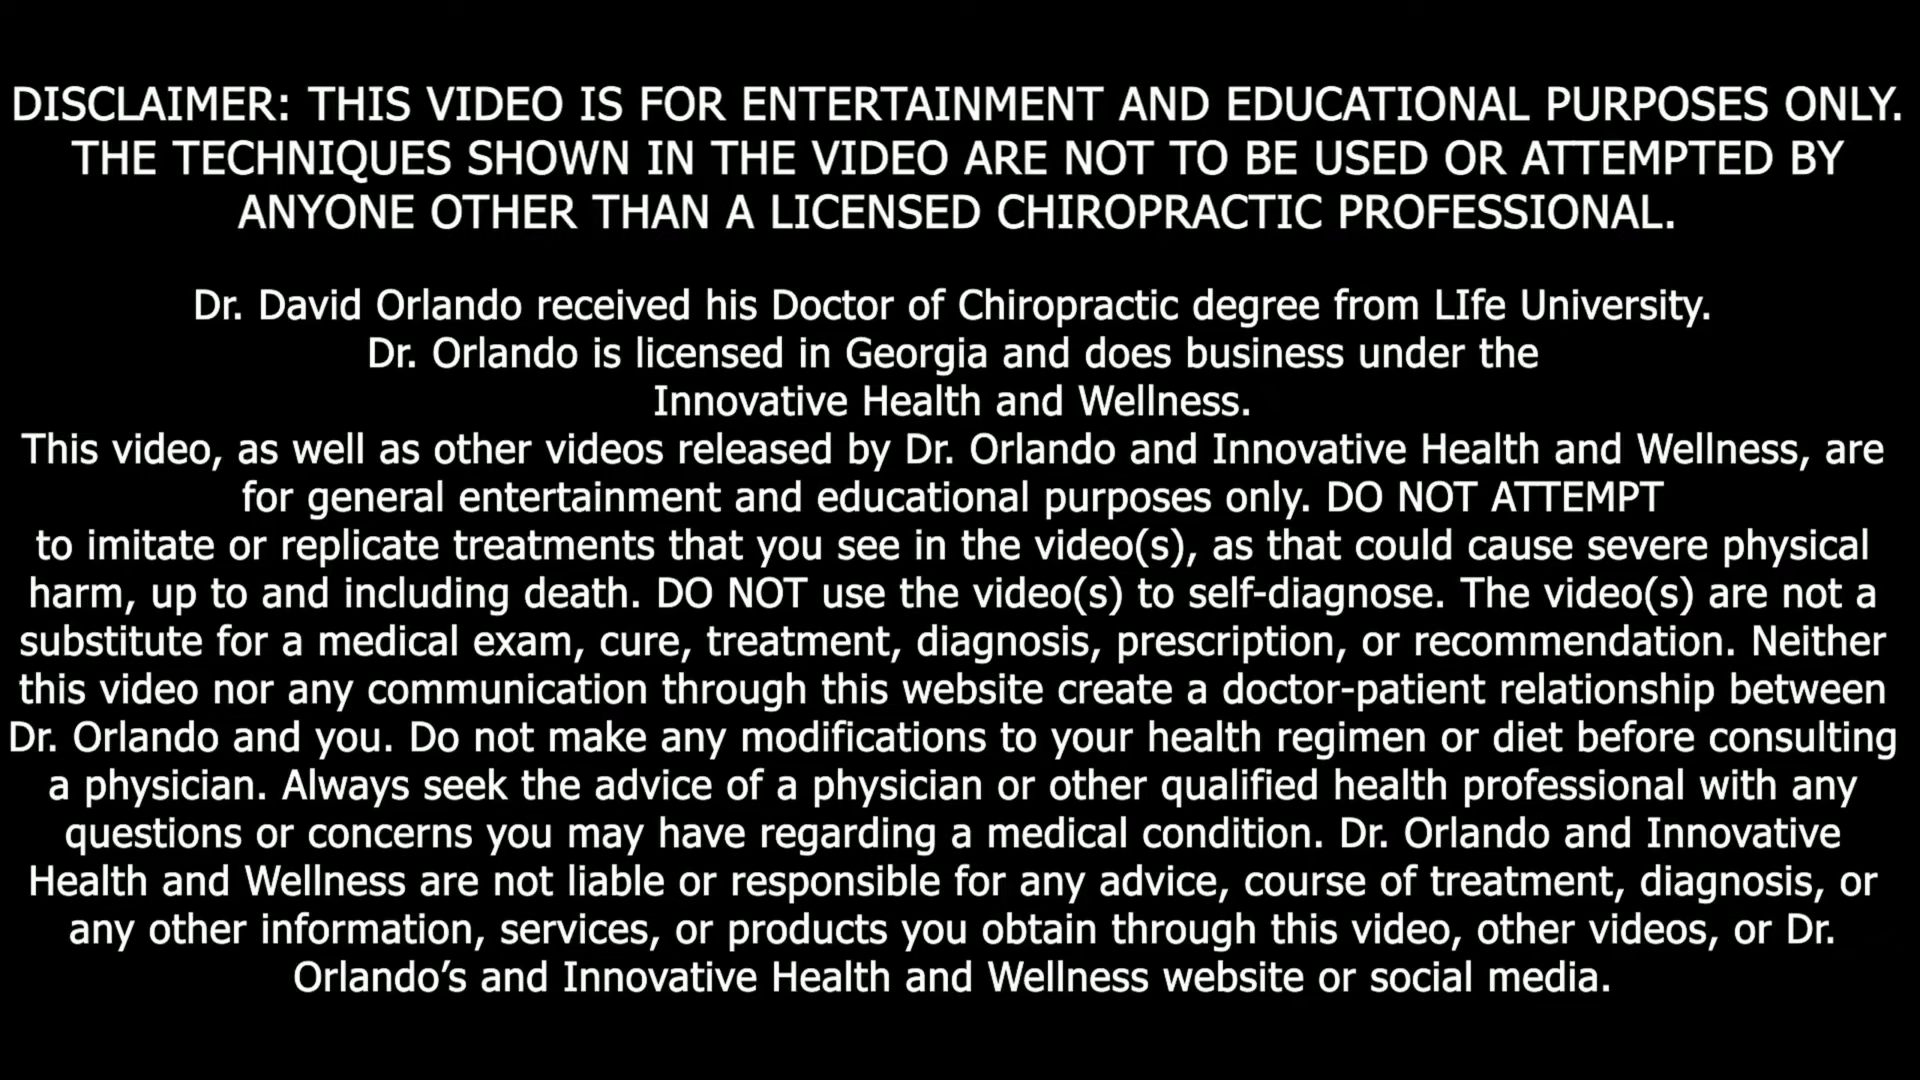 DISCLAIMER: THIS VIDEO IS FOR ENTERTAINMENT AND EDUCATIONAL PURPOSES ONLY.
THE TECHNIQUES SHOWN IN THE VIDEO ARE NOT TO BE USED OR ATTEMPTED BY
ANYONE OTHER THAN A LICENSED CHIROPRACTIC PROFESSIONAL.
Dr. David Orlando received his Doctor of Chiropractic degree from LIfe University.
Dr. Orlando is licensed in Georgia and does business under the
Innovative Health and Wellness.
This video, as well as other videos released by Dr. Orlando and Innovative Health and Wellness, are
for general entertainment and educational purposes only. DO NOT ATTEMPT
to imitate or replicate treatments that you see in the video(s), as that could cause severe physical
harm, up to and including death. DO NOT use the video(s) to self-diagnose. The video(s) are not a
substitute for a medical exam, cure, treatment, diagnosis, prescription, or recommendation. Neither
this video nor any communication through this website create a doctor-patient relationship between
Dr. Orlando and you. Do not make any modifications to your health regimen or diet before consulting
a physician. Always seek the advice of a physician or other qualified health professional with any
questions or concerns you may have regarding a medical condition. Dr. Orlando and Innovative
Health and Wellness are not liable or responsible for any advice, course of treatment, diagnosis, or
any other information, services, or products you obtain through this video, other videos, or Dr.
Orlando’s and Innovative Health and Wellness website or social media.